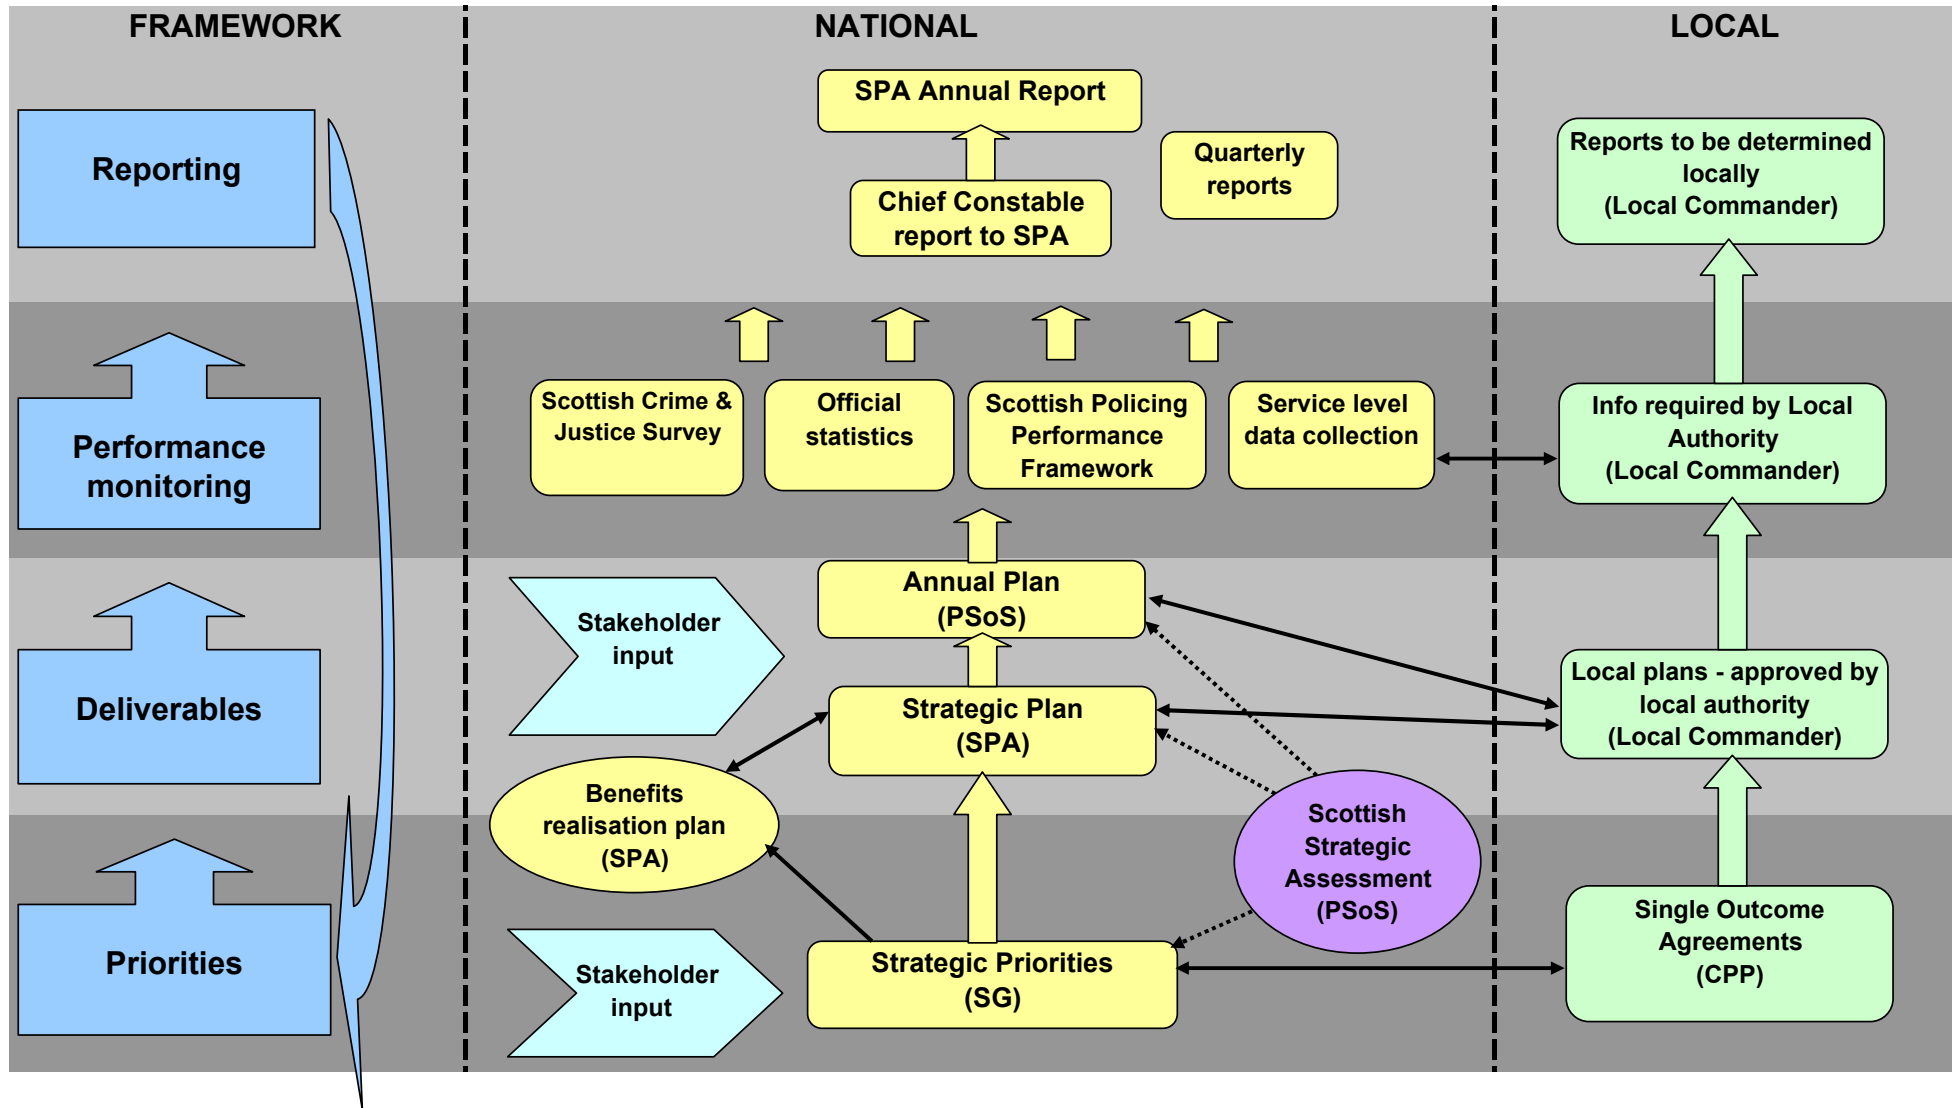 FRAMEWORK
NATIONAL
LOCAL
Reporting
SPA Annual Report
Chief Constable
report to SPA
Quarterly
reports
Reports to be determined
locally
(Local Commander)
Performance
monitoring
Scottish Crime &
Justice Survey
Official
statistics
Scottish Policing
Performance
Framework
Service level
data collection
Info required by Local
Authority
(Local Commander)
Deliverables
Stakeholder
input
Annual Plan
(PSoS)
Strategic Plan
(SPA)
Benefits
realisation plan
(SPA)
Local plans - approved by
local authority
(Local Commander)
Scottish
Strategic
Assessment
(PSoS)
Priorities
Stakeholder
input
Strategic Priorities
(SG)
Single Outcome
Agreements
(CPP)